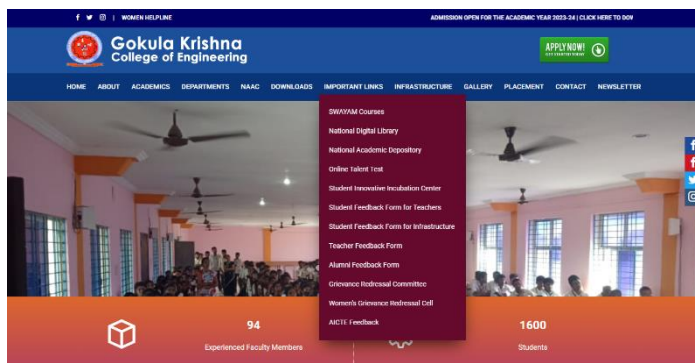 WOMEN HELPLINE
ADMISSION OPEN FOR THE ACADEMIC YEAR 2023-24 | CLICK HERE TO DOV
Gokula Krishna
College of Engineering
APPLY NOW!
HOME ABOUT ACADEMICS DEPARTMENTS NAAC DOWNLOADS IMPORTANT LINKS INFRASTRUCTURE GALLERY PLACEMENT CONTACT NEWSLETTER
SWAYAM Courses
National Digital Library
National Academic Depository
Online Talent Test
Student Innovative Incubation Center
Student Feedback Form for Teachers
Student Feedback Form for Infrastructure
Teacher Feedback Form
Alumni Feedback Form
Grievance Redressal Committee
Women's Grievance Redressal Cell
AICTE Feedback
94
Experienced Faculty Members
1600
Students